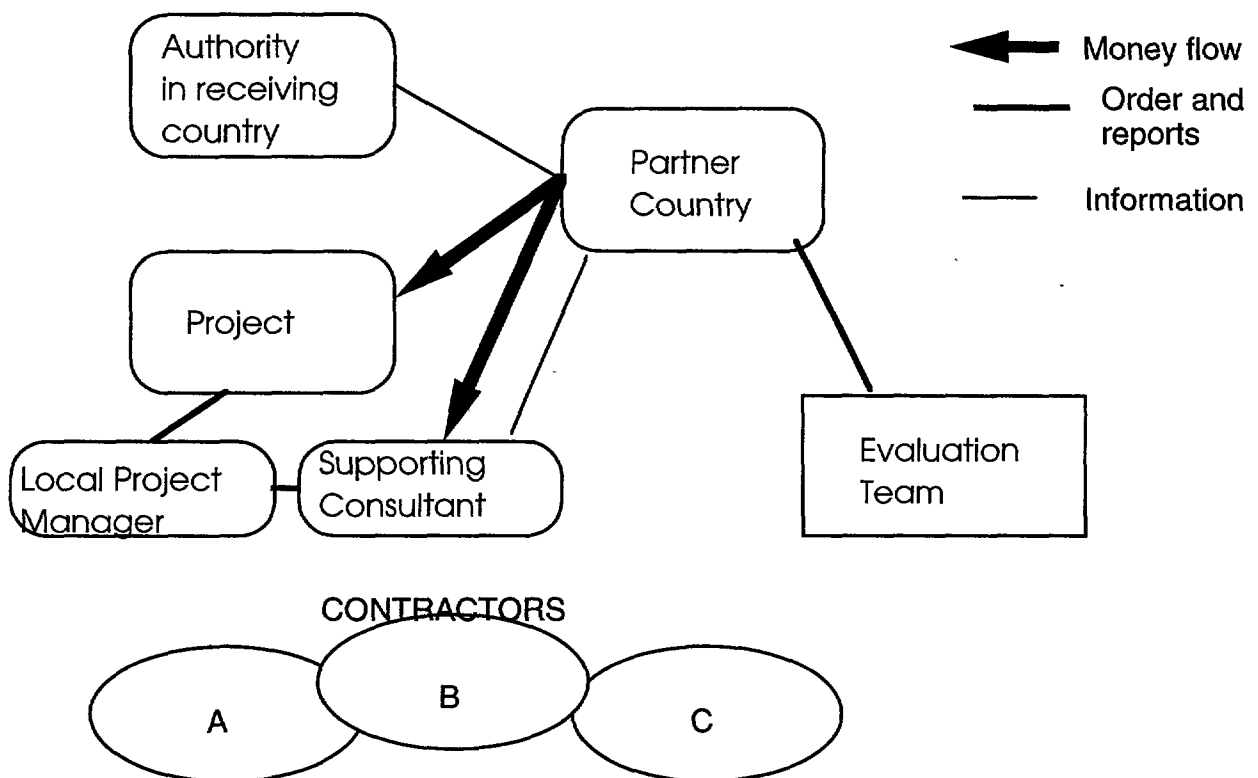 Authority
in receiving
country
Money flow
Order and
reports
Information
Partner
Country
Project
Local Project
Manager
Supporting
Consultant
Evaluation
Team
CONTRACTORS
A
B
C